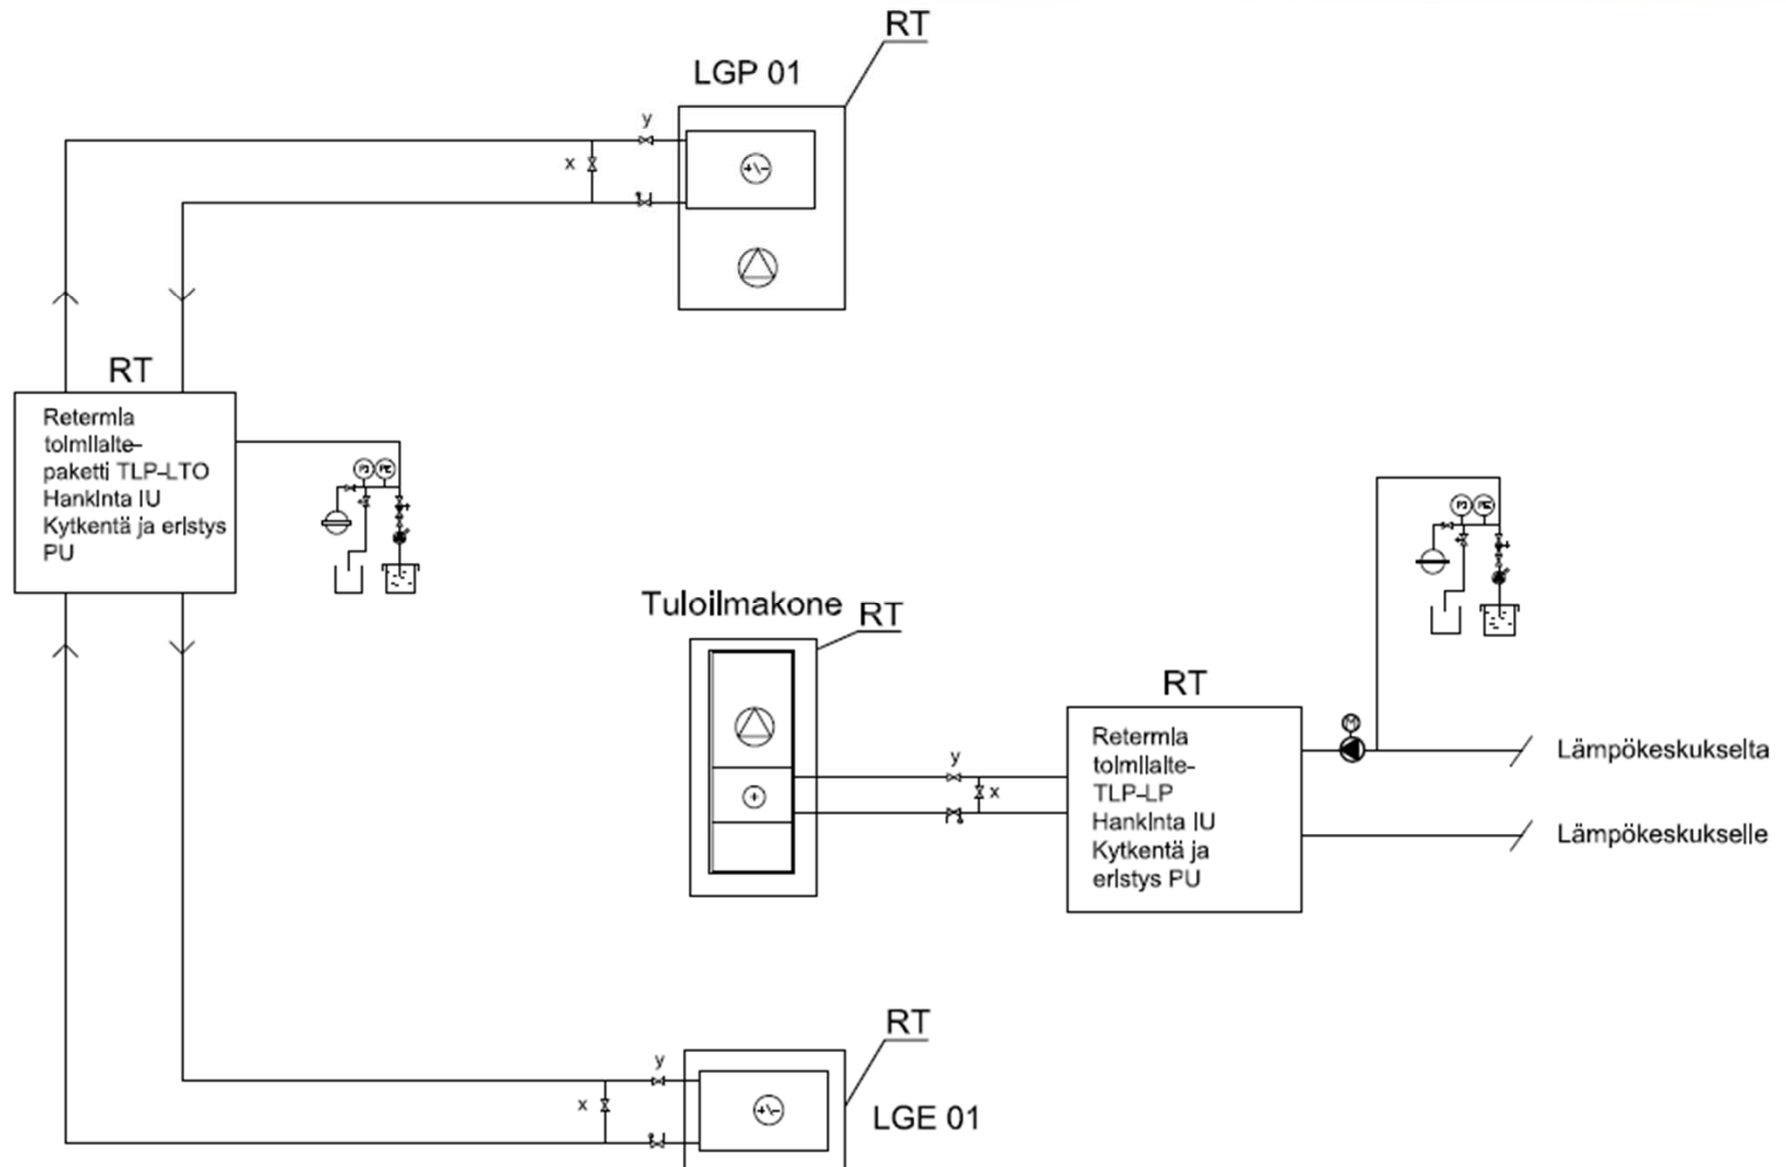 RT
LGP 01
y
x
+\-
RT
Retermia
toimilaite-
paketti TLP-LTO
Hankinta IU
Kytkentä ja eristys
PU
Tuloilmakone
RT
y
x
+
RT
Retermia
toimilaite-
TLP-LP
Hankinta IU
Kytkentä ja
eristys PU
M
Lämpökeskukselta
Lämpökeskukselle
RT
y
x
+\-
LGE 01